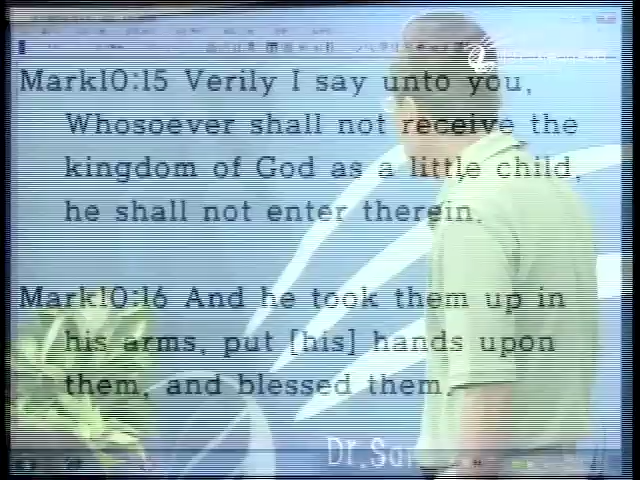 Mark10:15 Verily I say unto you,
Whosoever shall not receive the
kingdom of God as a little child,
he shall not enter therein.
Mark10:16 And he took them up in
his arms, put [his] hands upon
them, and blessed them.
Dr.Sa